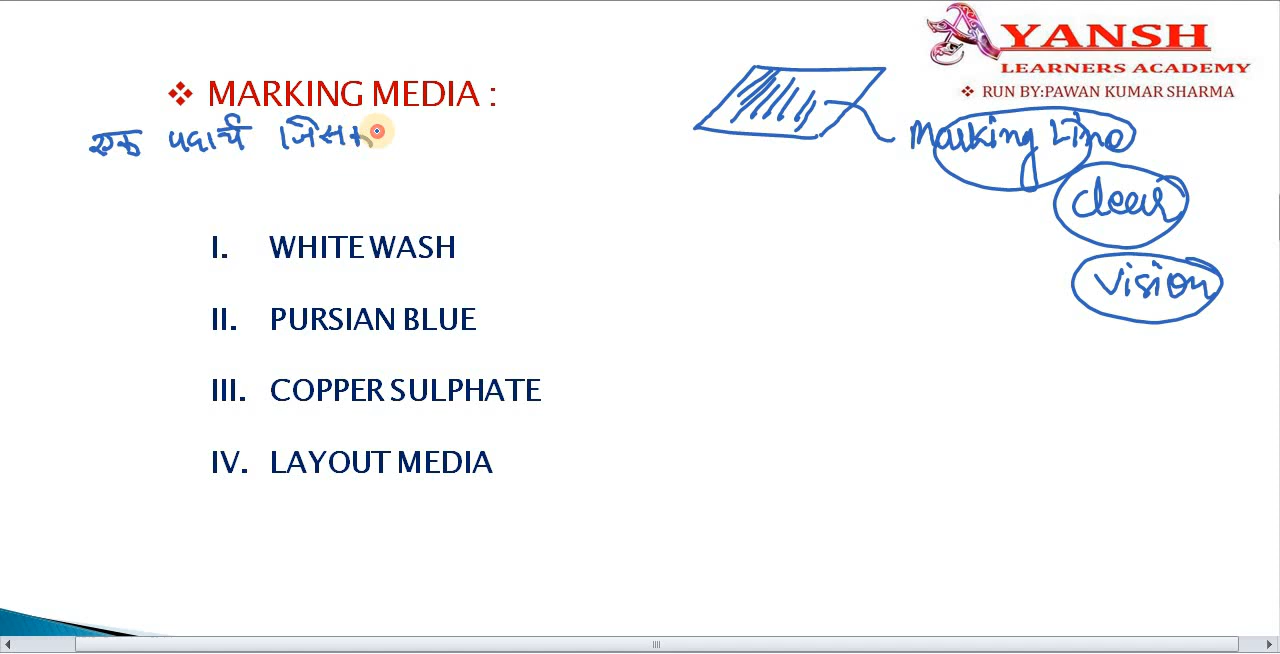 AYANSH
LEARNERS ACADEMY
❖ RUN BY:PAWAN KUMAR SHARMA
❖ MARKING MEDIA :
एक पदार्थ
Marking Line
Clear
Vision
I. WHITE WASH
II. PURSIAN BLUE
III. COPPER SULPHATE
IV. LAYOUT MEDIA